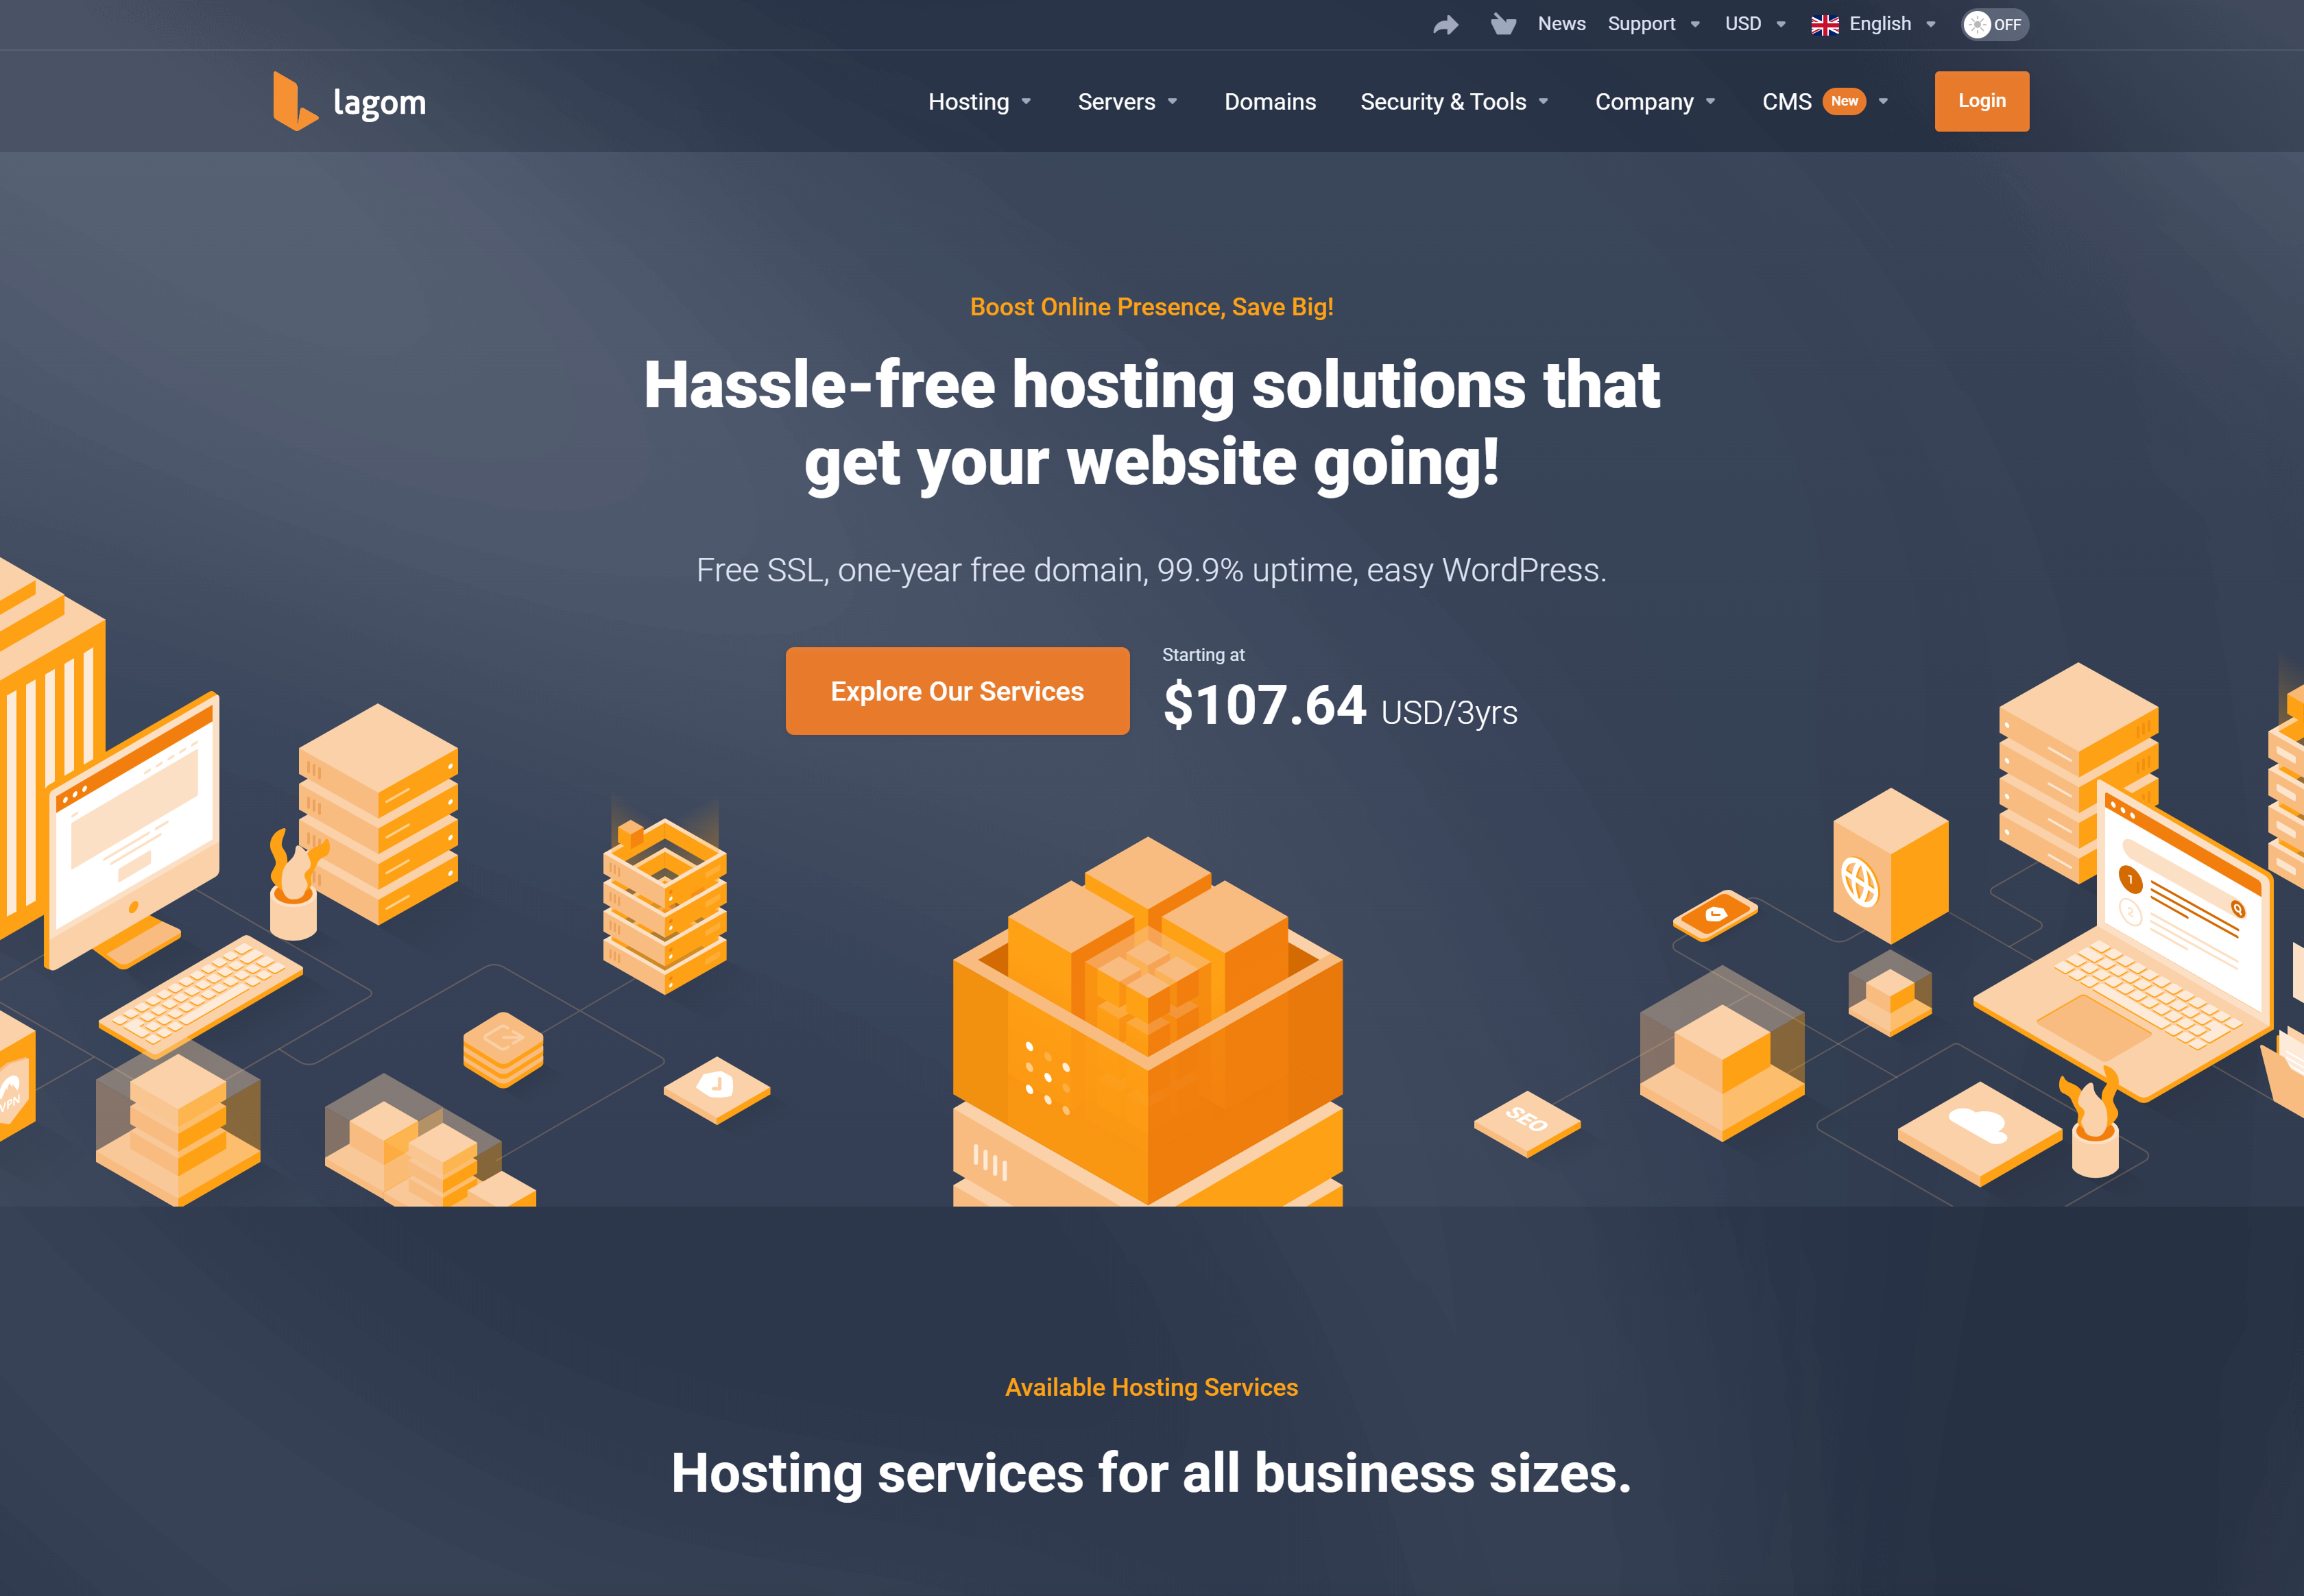 News Support USD English OFF
lagom
Hosting Servers Domains Security & Tools Company CMS New Login
Boost Online Presence, Save Big!
Hassle-free hosting solutions that
get your website going!
Free SSL, one-year free domain, 99.9% uptime, easy WordPress.
Explore Our Services
Starting at
$107.64 USD/3yrs
1
2
VPN
SEO
Available Hosting Services
Hosting services for all business sizes.